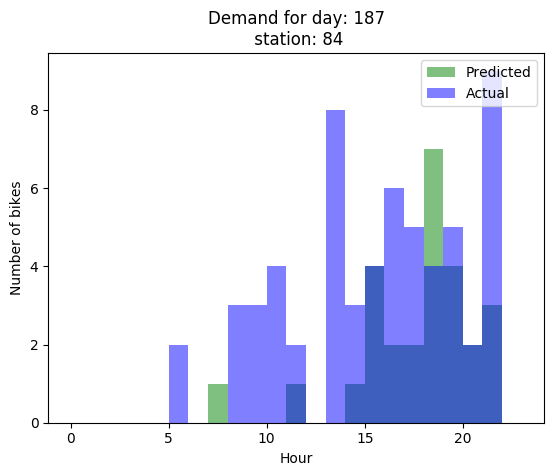 Demand for day: 187
station: 84
Predicted
Actual
Number of bikes
8
6
4
2
0
0 5 10 15 20
Hour